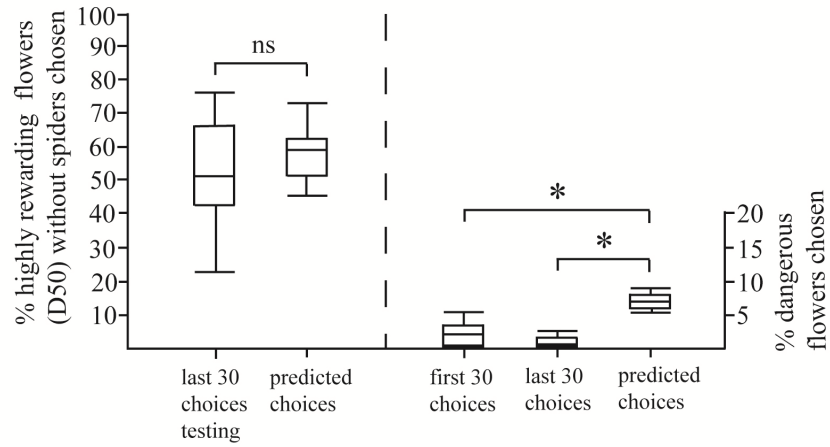 % highly rewarding flowers
(D50) without spiders chosen
100
90
80
70
60
50
40
30
20
10
ns
*
*
20
15
10
5
% dangerous
flowers chosen
last 30
choices
testing
predicted
choices
first 30
choices
last 30
choices
predicted
choices